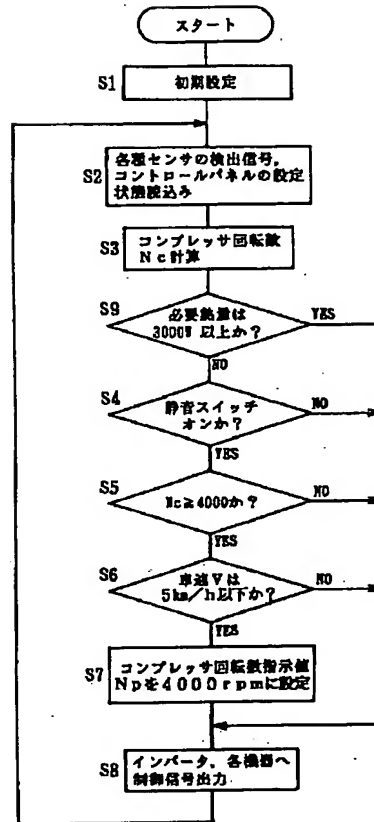 スタート
S1
初期設定
S2
各種センサの検出信号,
コントロールパネルの設定
状態読込み
S3
コンプレッサ回転数
Nc計算
S9
必要能量は
3000W 以上か?
YES
NO
S4
静音スイッチ
オンか?
NO
YES
S5
Nc≧4000か?
NO
YES
S6
車速Vは
5km/h以下か?
NO
YES
S7
コンプレッサ回転数指示値
Npを4000rpmに設定
S8
インバータ,各機器へ
制御信号出力